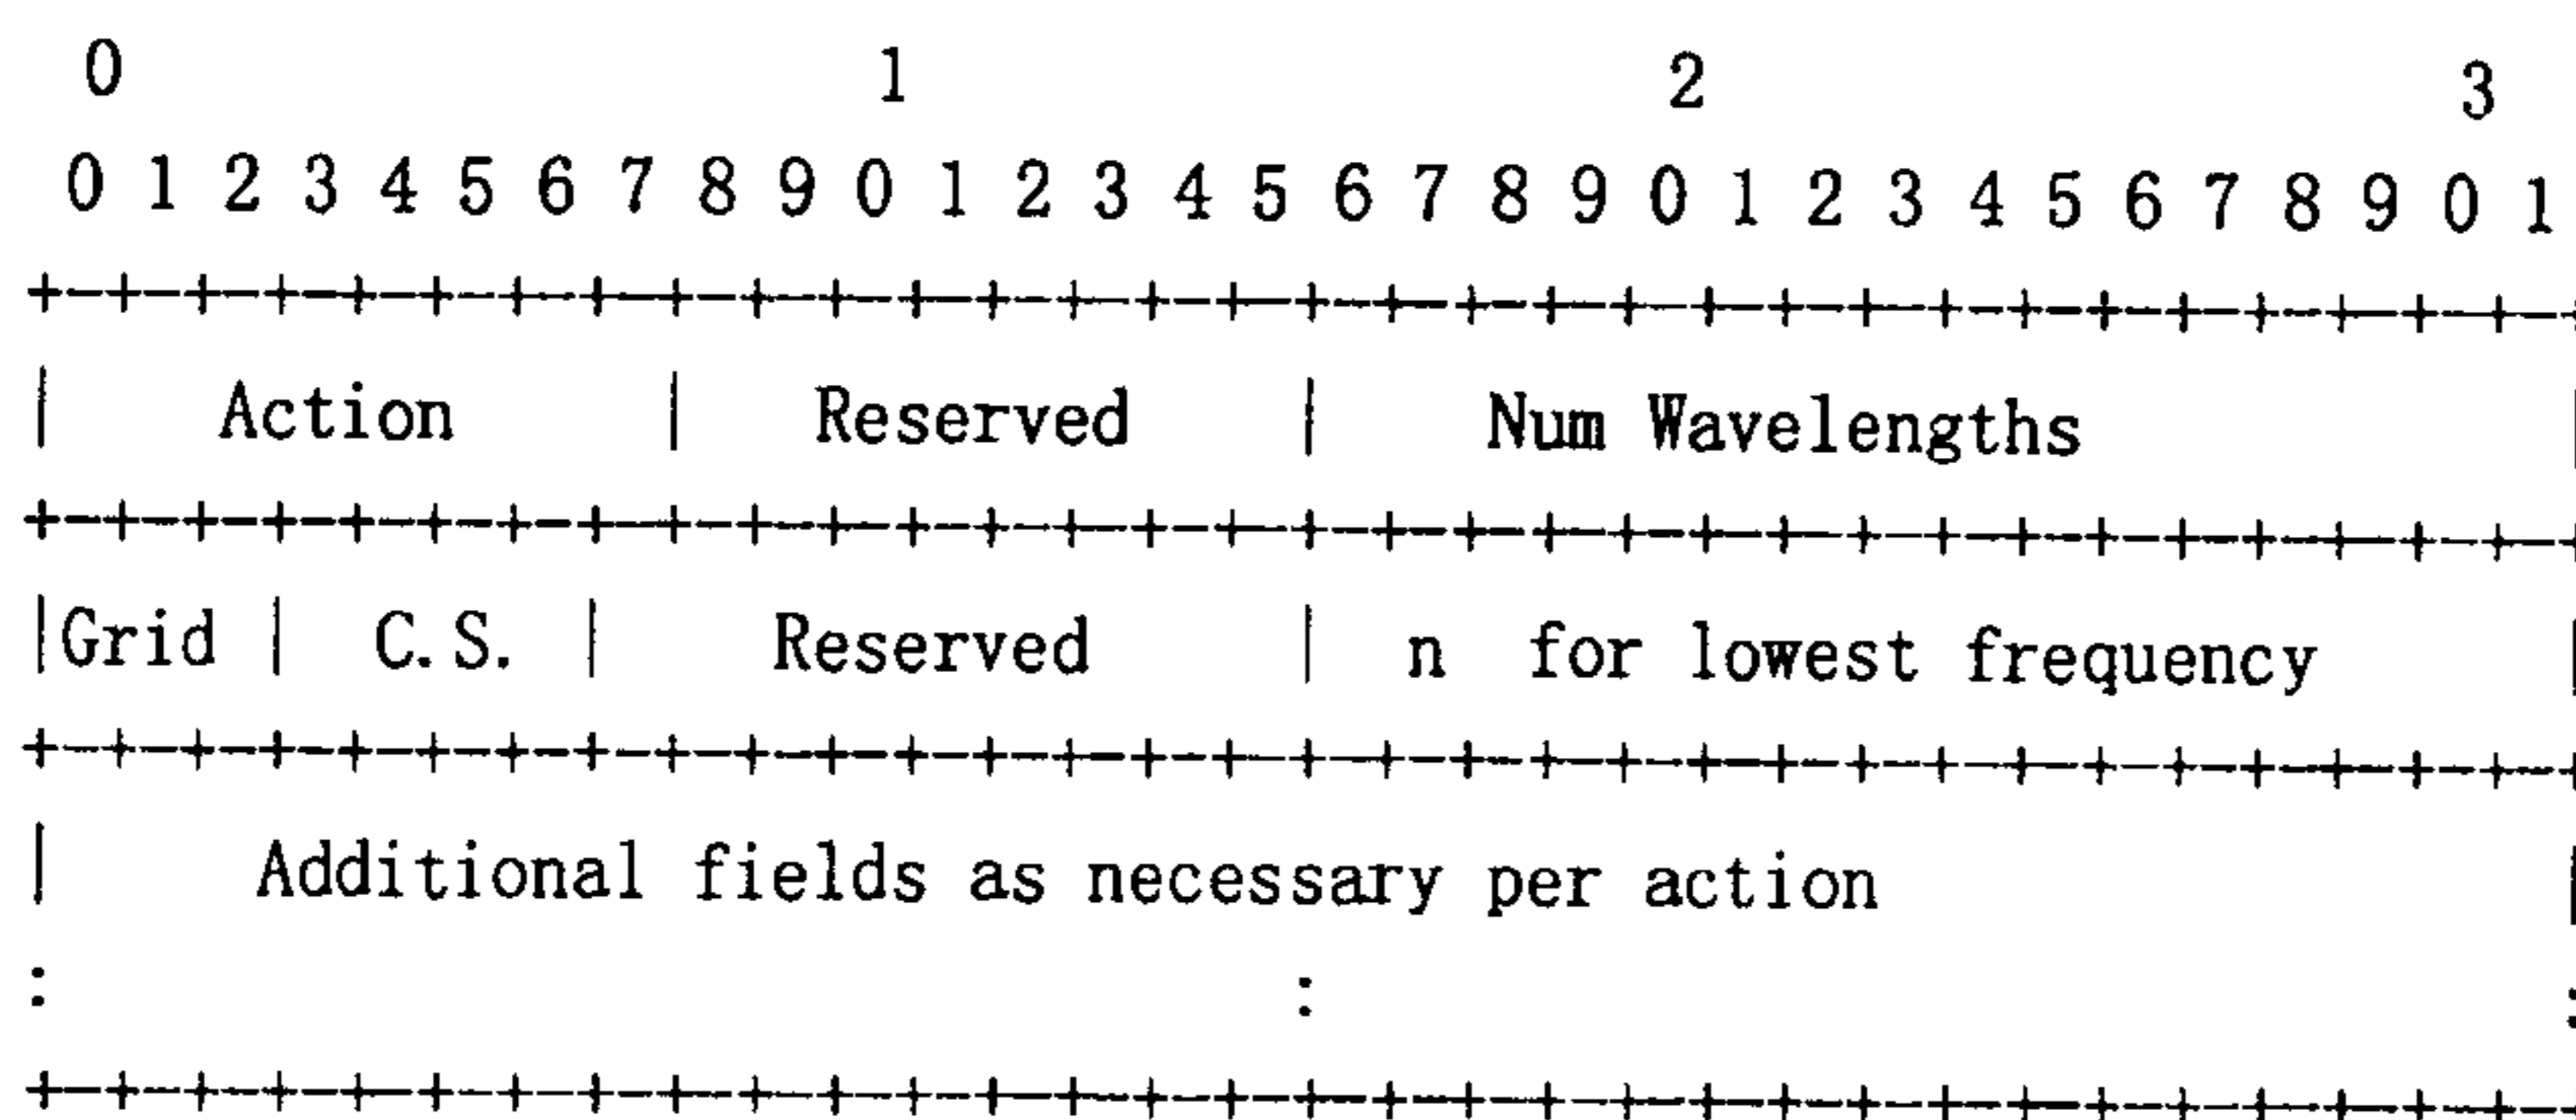 0 1 2 3
0 1 2 3 4 5 6 7 8 9 0 1 2 3 4 5 6 7 8 9 0 1 2 3 4 5 6 7 8 9 0 1
+--+--+--+--+--+--+--+--+--+--+--+--+--+--+--+--+--+--+--+--+--+--+--+--+--+--+--+--+--+--+--+--+
| Action | Reserved | Num Wavelengths |
+--+--+--+--+--+--+--+--+--+--+--+--+--+--+--+--+--+--+--+--+--+--+--+--+--+--+--+--+--+--+--+--+
|Grid | C.S. | Reserved | n for lowest frequency |
+--+--+--+--+--+--+--+--+--+--+--+--+--+--+--+--+--+--+--+--+--+--+--+--+--+--+--+--+--+--+--+--+
| Additional fields as necessary per action |
: : :
+--+--+--+--+--+--+--+--+--+--+--+--+--+--+--+--+--+--+--+--+--+--+--+--+--+--+--+--+--+--+--+--+